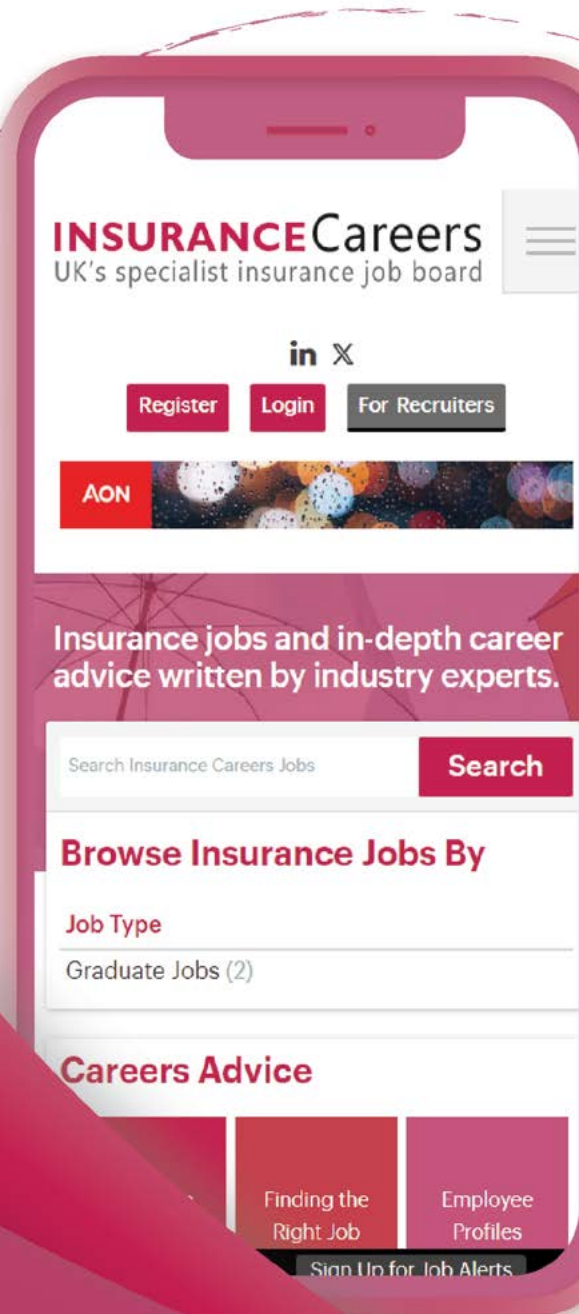 INSURANCECareers
UK's specialist insurance job board
in X
Register Login For Recruiters
AON
Insurance jobs and in-depth career
advice written by industry experts.
Search Insurance Careers Jobs Search
Browse Insurance Jobs By
Job Type
Graduate Jobs (2)
Careers Advice
Finding the Employee
Right Job Profiles
Sign Up for Job Alerts